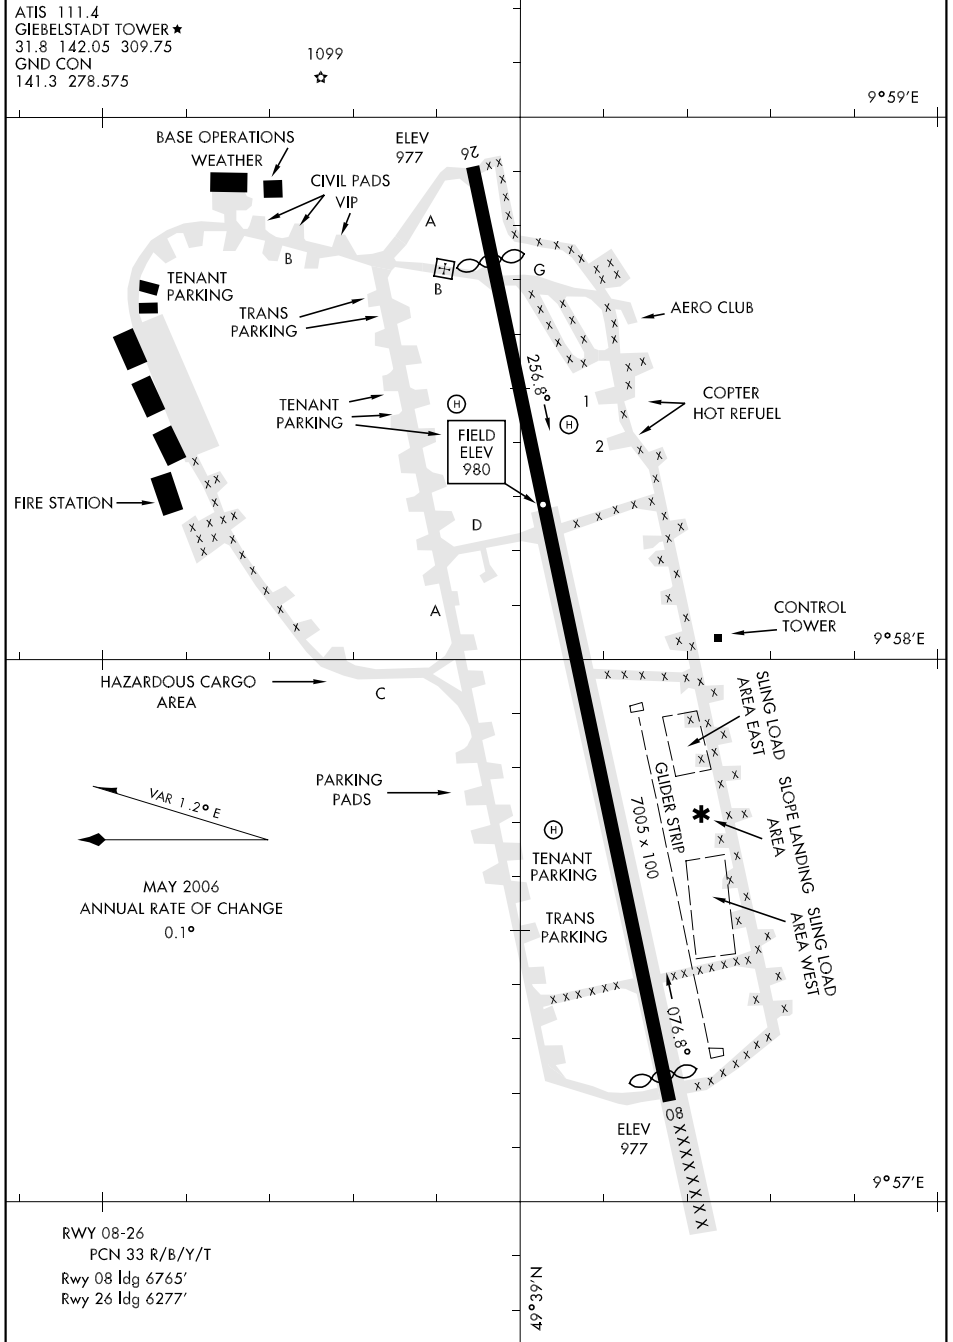 ATIS 111.4
GIEBELSTADT TOWER★
31.8 142.05 309.75
GND CON
141.3 278.575
1099
9°59'E
BASE OPERATIONS
WEATHER
ELEV
977
26
CIVIL PADS
VIP
A
B
B
G
TENANT
PARKING
TRANS
PARKING
AERO CLUB
256.8°
TENANT
PARKING
H
H
1
2
COPTER
HOT REFUEL
FIELD
ELEV
980
FIRE STATION
D
A
CONTROL
TOWER
9°58'E
HAZARDOUS CARGO
AREA
C
SLING LOAD
AREA EAST
GLIDER STRIP
7005 x 100
SLOPE LANDING
AREA
PARKING
PADS
VAR 1.2° E
MAY 2006
ANNUAL RATE OF CHANGE
0.1°
H
TENANT
PARKING
TRANS
PARKING
SLING LOAD
AREA WEST
076.8°
08
ELEV
977
9°57'E
RWY 08-26
PCN 33 R/B/Y/T
Rwy 08 ldg 6765'
Rwy 26 ldg 6277'
49°39'N
X X X X X X X X